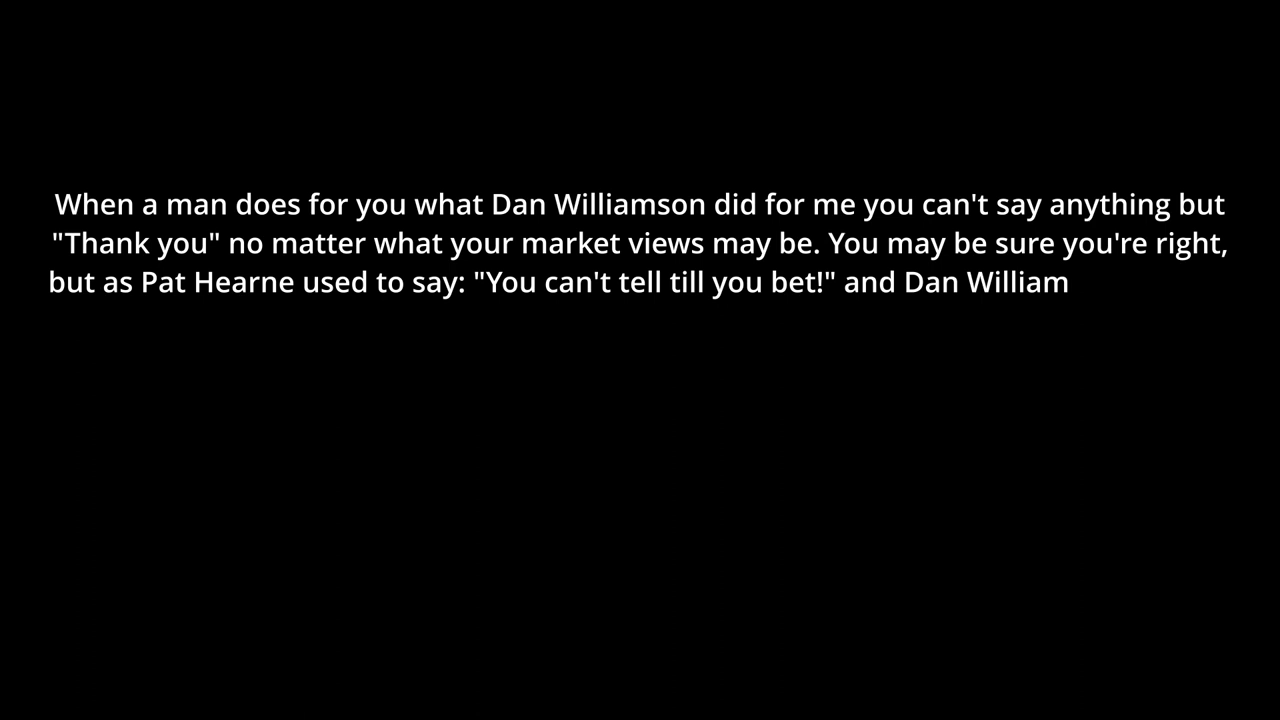 When a man does for you what Dan Williamson did for me you can't say anything but
"Thank you" no matter what your market views may be. You may be sure you're right,
but as Pat Hearne used to say: "You can't tell till you bet!" and Dan William